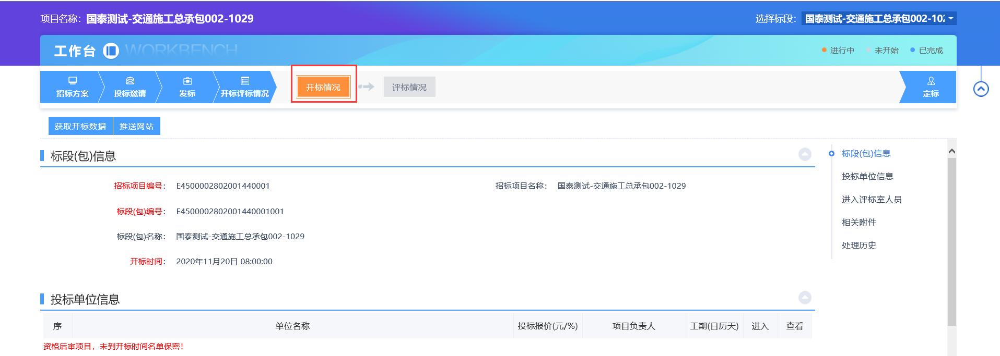 项目名称：国泰测试-交通施工总承包002-1029
选择标段：国泰测试-交通施工总承包002-102
工作台 WORKBENCH
进行中 未开始 已完成
招标方案 投标邀请 发标 开标评标情况 开标情况 评标情况 定标
获取开标数据 推送网站
标段(包)信息
招标项目编号： E4500002802001440001 招标项目名称： 国泰测试-交通施工总承包002-1029
标段(包)编号： E4500002802001440001001
标段(包)名称： 国泰测试-交通施工总承包002-1029
开标时间： 2020年11月20日 08:00:00
投标单位信息
序 单位名称 投标报价(元/%) 项目负责人 工期(日历天) 进入 查看
资格后审项目，未到开标时间名单保密！
标段(包)信息
投标单位信息
进入评标室人员
相关附件
处理历史